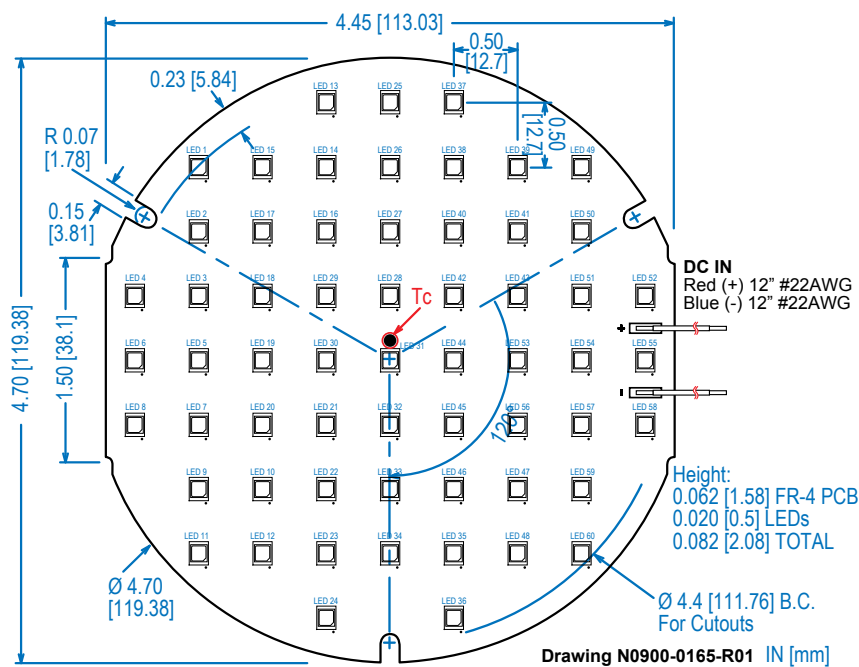 4.45 [113.03]
0.50
[12.7]
0.23 [5.84]
LED 13
LED 25
LED 37
0.50
[12.7]
R 0.07
[1.78]
LED 1
LED 15
LED 14
LED 26
LED 38
LED 39
LED 49
0.15
[3.81]
LED 2
LED 17
LED 16
LED 27
LED 40
LED 41
LED 50
DC IN
Red (+) 12” #22AWG
Blue (-) 12” #22AWG
LED 4
LED 3
LED 18
LED 29
LED 28
LED 42
LED 43
LED 51
LED 52
Tc
+
4.70 [119.38]
1.50 [38.1]
LED 6
LED 5
LED 19
LED 30
LED 31
LED 44
LED 53
LED 54
LED 55
-
LED 8
LED 7
LED 20
LED 21
LED 32
LED 45
LED 56
LED 57
LED 58
120°
LED 9
LED 10
LED 22
LED 33
LED 46
LED 47
LED 59
Height:
0.062 [1.58] FR-4 PCB
0.020 [0.5] LEDs
0.082 [2.08] TOTAL
LED 11
LED 12
LED 23
LED 34
LED 35
LED 48
LED 60
Ø 4.70
[119.38]
LED 24
LED 36
Ø 4.4 [111.76] B.C.
For Cutouts
Drawing N0900-0165-R01 IN [mm]